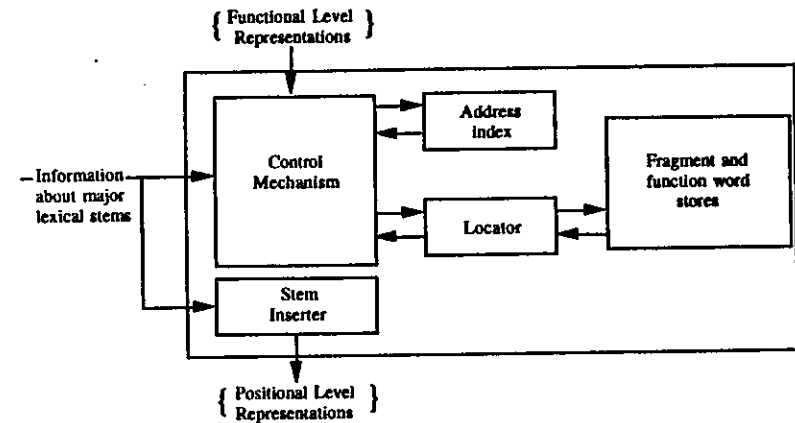 { Functional Level }
Representations
Control
Mechanism
Address
index
Fragment and
function word
stores
Information
about major
lexical stems
Locator
Stem
Inserter
{ Positional Level }
Representations